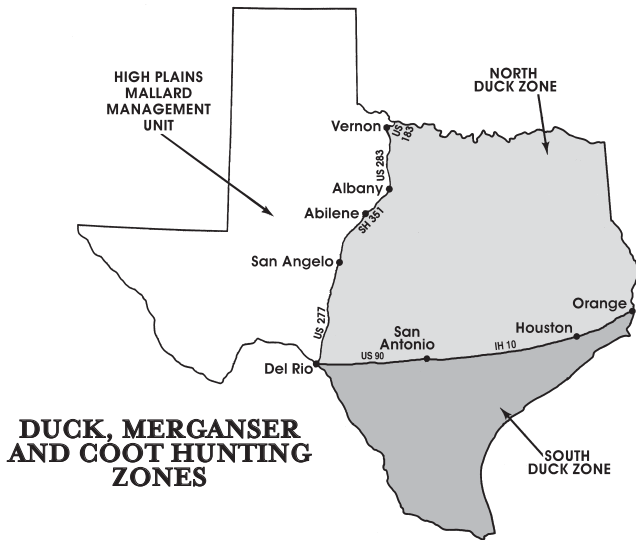 HIGH PLAINS
MALLARD
MANAGEMENT
UNIT
NORTH
DUCK ZONE
Vernon
US
183
US 283
Albany
Abilene
SH 351
San Angelo
US 277
Orange
Houston
San
Antonio
IH 10
US 90
Del Rio
DUCK, MERGANSER
AND COOT HUNTING
ZONES
SOUTH
DUCK ZONE